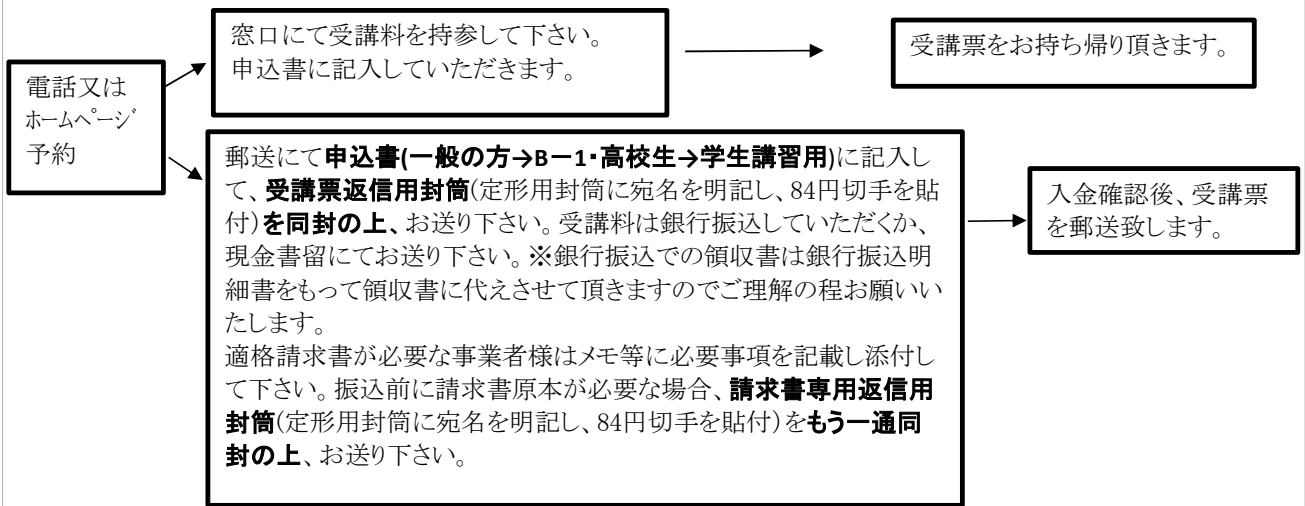 電話又は
ホームページ
予約
窓口にて受講料を持参して下さい。
申込書に記入していただきます。
受講票をお持ち帰り頂きます。
郵送にて申込書(一般の方→B－1・高校生→学生講習用)に記入し
て、受講票返信用封筒(定形用封筒に宛名を明記し、84円切手を貼
付)を同封の上、お送り下さい。受講料は銀行振込していただくか、
現金書留にてお送り下さい。※銀行振込での領収書は銀行振込明
細書をもって領収書に代えさせて頂きますのでご理解の程お願いい
たします。
適格請求書が必要な事業者様はメモ等に必要事項を記載し添付し
て下さい。振込前に請求書原本が必要な場合、請求書専用返信用
封筒(定形用封筒に宛名を明記し、84円切手を貼付)をもう一通同
封の上、お送り下さい。
入金確認後、受講票
を郵送致します。